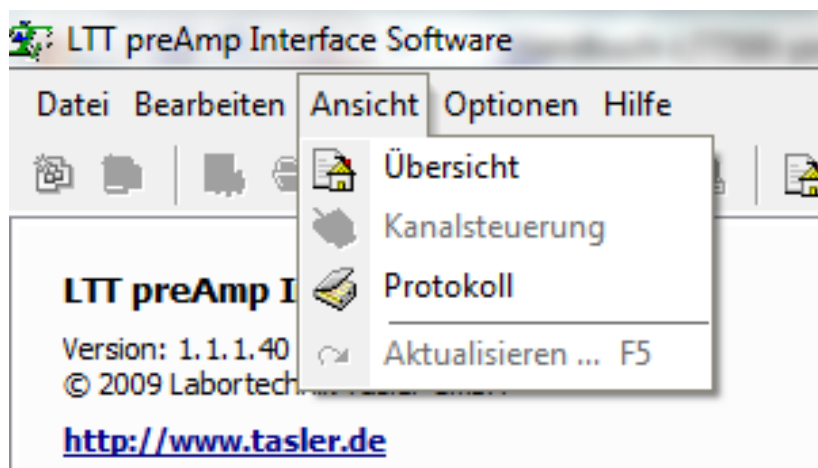 LTT preAmp Interface Software
Datei Bearbeiten Ansicht Optionen Hilfe
Übersicht
Kanalsteuerung
Protokoll
Aktualisieren ... F5
LTT preAmp
Version: 1.1.1.40
© 2009
http://www.tasler.de